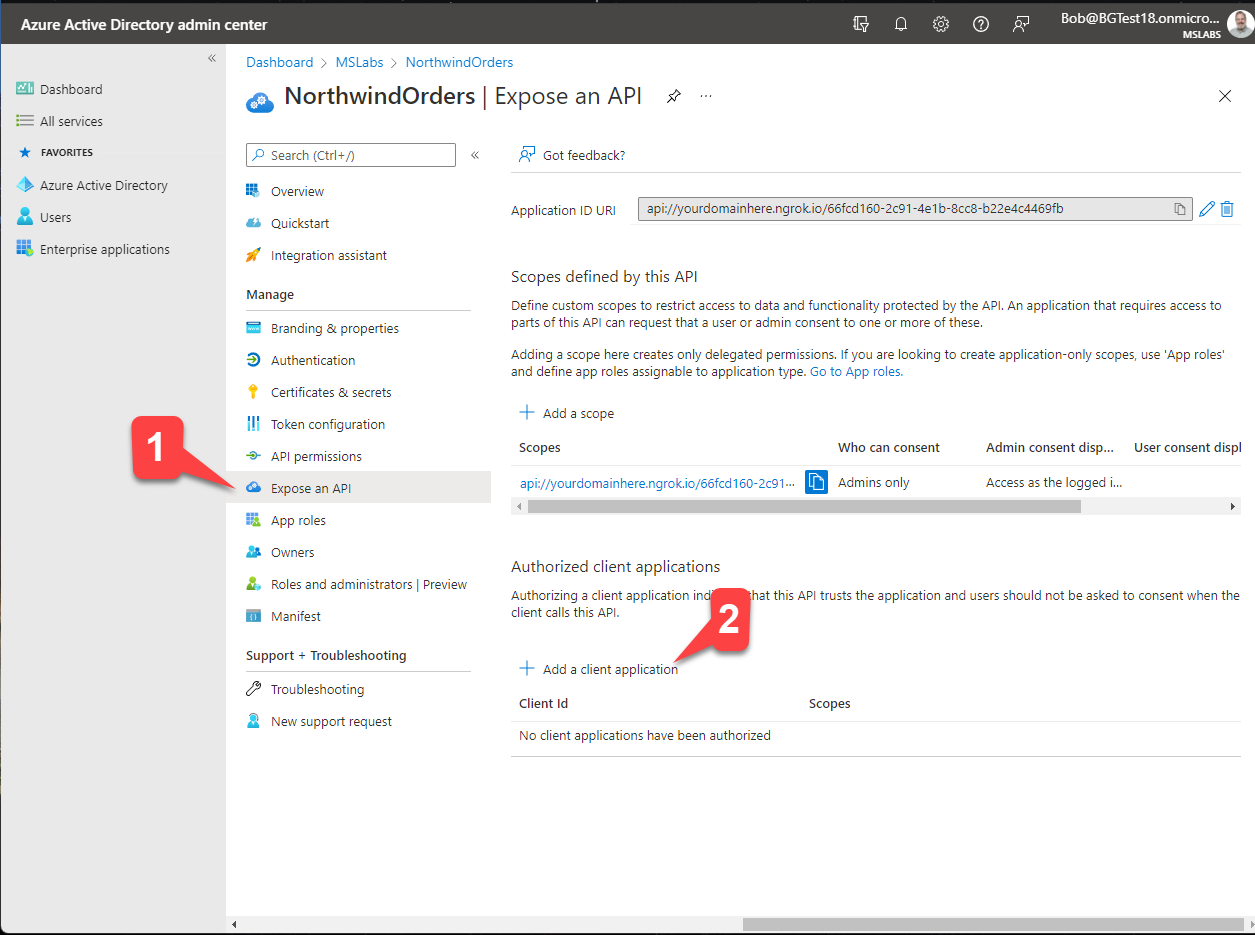 Azure Active Directory admin center
Bob@BGTest18.onmicro...
MSLABS
«
Dashboard
All services
FAVORITES
Azure Active Directory
Users
Enterprise applications
Dashboard > MSLabs > NorthwindOrders
NorthwindOrders | Expose an API
Search (Ctrl+/)
«
Overview
Quickstart
Integration assistant
Manage
Branding & properties
Authentication
Certificates & secrets
Token configuration
API permissions
1
Expose an API
App roles
Owners
Roles and administrators | Preview
Manifest
Support + Troubleshooting
Troubleshooting
New support request
Got feedback?
Application ID URI
api://yourdomainhere.ngrok.io/66fcd160-2c91-4e1b-8cc8-b22e4c4469fb
Scopes defined by this API
Define custom scopes to restrict access to data and functionality protected by the API. An application that requires access to
parts of this API can request that a user or admin consent to one or more of these.
Adding a scope here creates only delegated permissions. If you are looking to create application-only scopes, use 'App roles'
and define app roles assignable to application type. Go to App roles.
Add a scope
Scopes Who can consent Admin consent disp... User consent displ
api://yourdomainhere.ngrok.io/66fcd160-2c91-... Admins only Access as the logged i...
Authorized client applications
Authorizing a client application that this API trusts the application and users should not be asked to consent when the
client calls this API.
2
Add a client application
Client Id Scopes
No client applications have been authorized